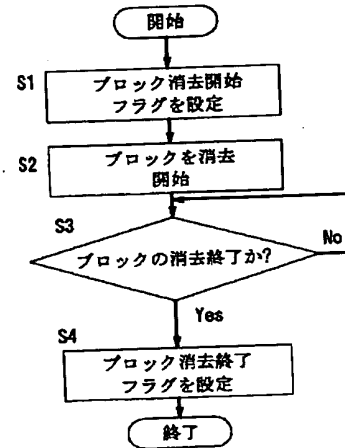 開始
S1
ブロック消去開始
フラグを設定
S2
ブロックを消去
開始
S3
ブロックの消去終了か?
No
Yes
S4
ブロック消去終了
フラグを設定
終了